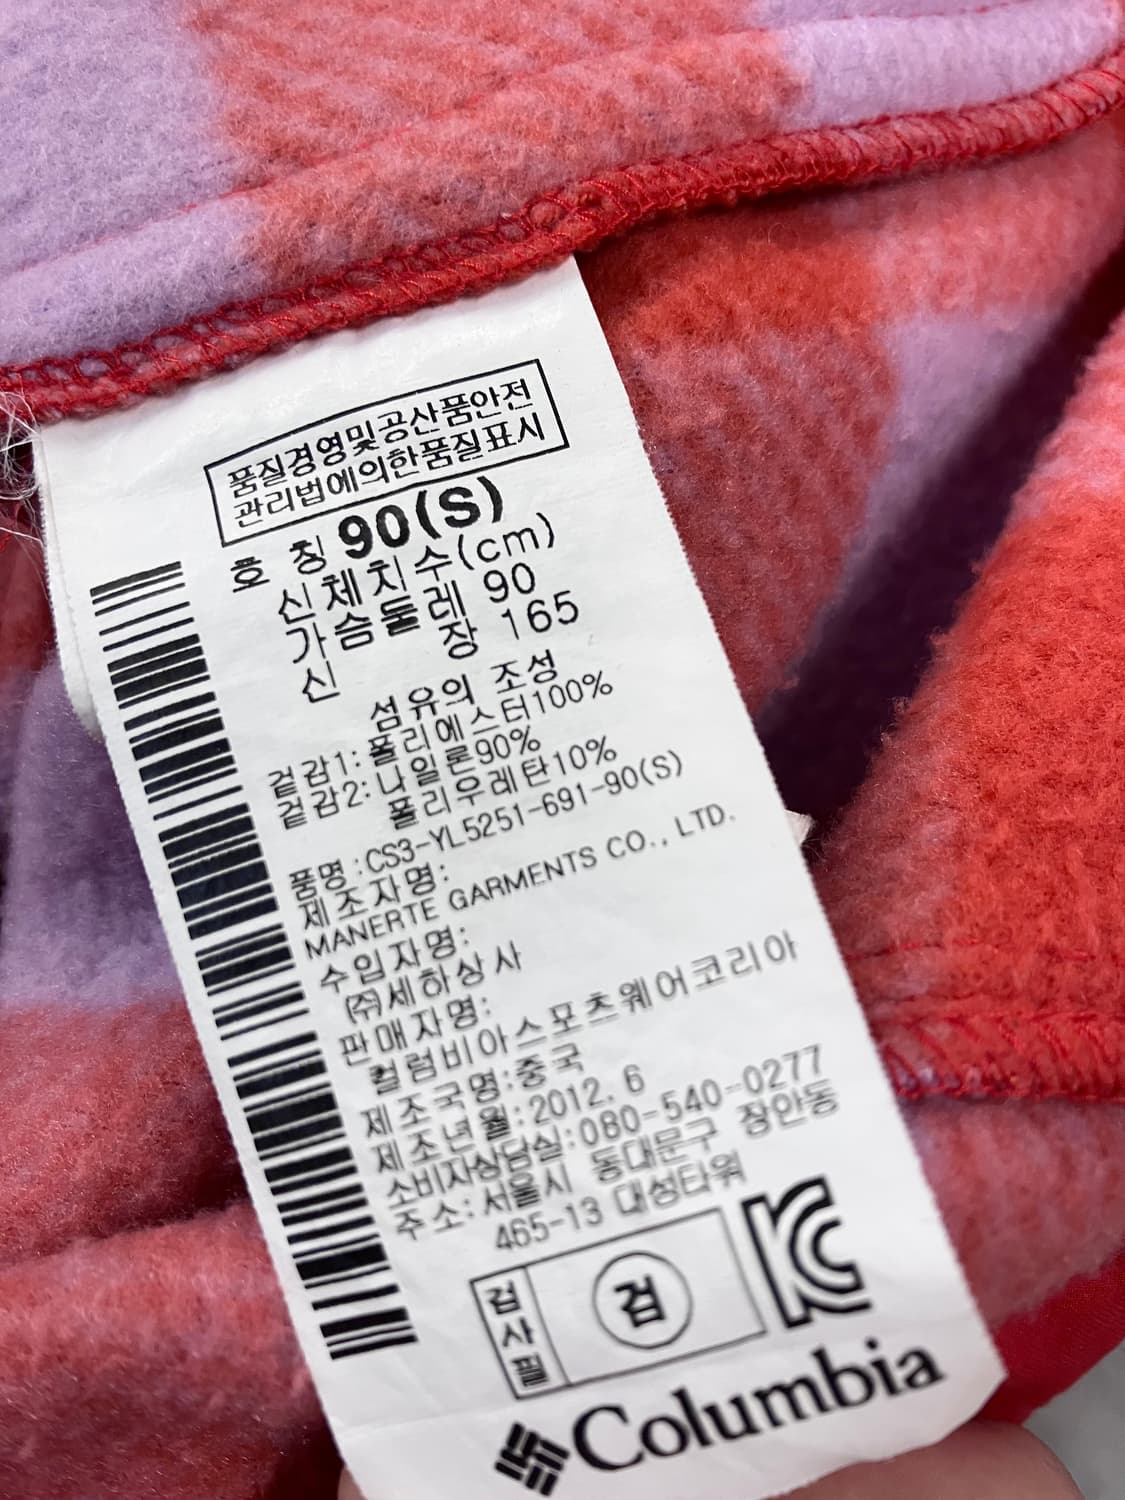 품질경영및공산품안전
관리법에의한품질표시
호 칭 90(S)
신체치수(cm)
가슴둘레 90
신 장 165
섬유의 조성
겉감1: 폴리에스터100%
겉감2: 나일론90%
폴리우레탄10%
품명:CS3-YL5251-691-90(S)
제조자명:
MANERTE GARMENTS CO., LTD.
수입자명:
(주)세하상사
판매자명:
컬럼비아스포츠웨어코리아
제조국명:중국
제조년월:2012. 6
소비자상담실:080-540-0277
주소:서울시 동대문구 장안동
465-13 대성타워
검사필
검
KC
Columbia